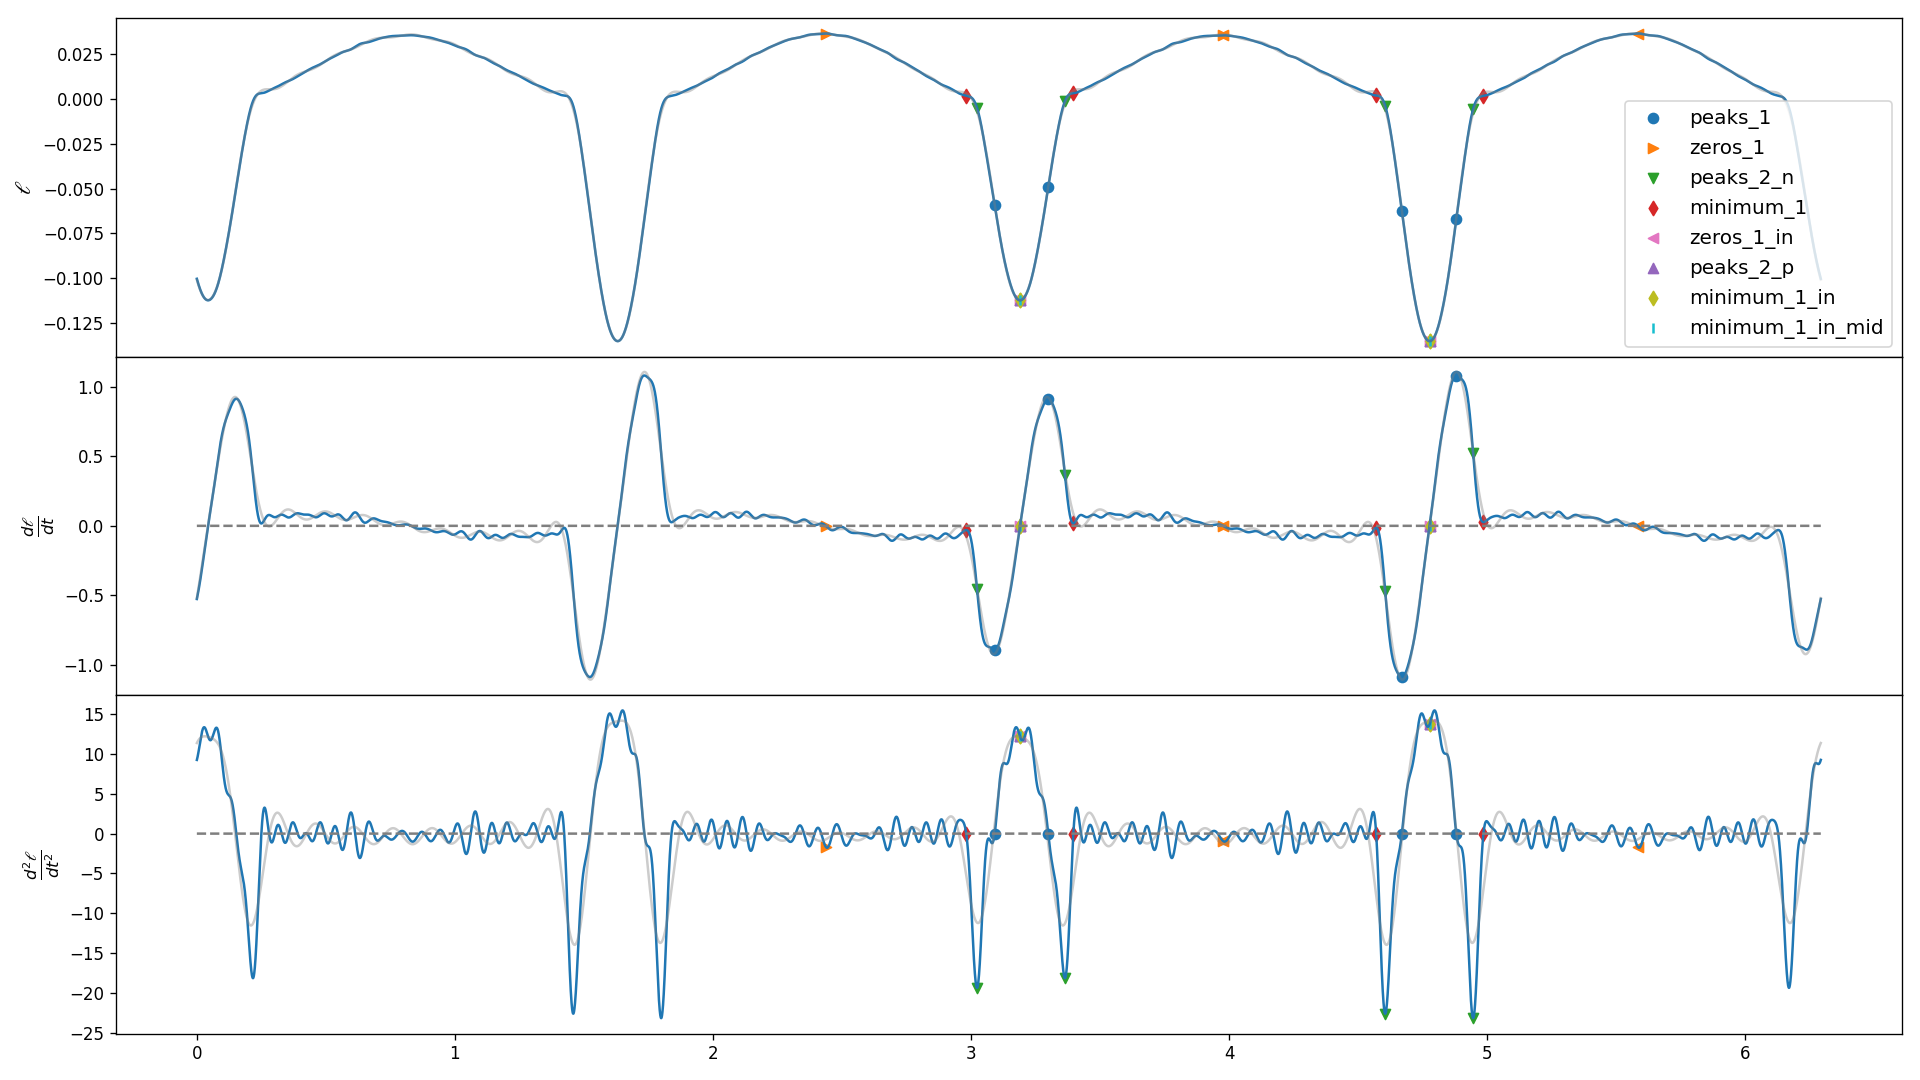 0.025
0.000
−0.025
−0.050
−0.075
−0.100
−0.125
ℓ
peaks_1
zeros_1
peaks_2_n
minimum_1
zeros_1_in
peaks_2_p
minimum_1_in
minimum_1_in_mid
1.0
0.5
0.0
−0.5
−1.0
dℓ
dt
15
10
5
0
−5
−10
−15
−20
−25
d²ℓ
dt²
0 1 2 3 4 5 6